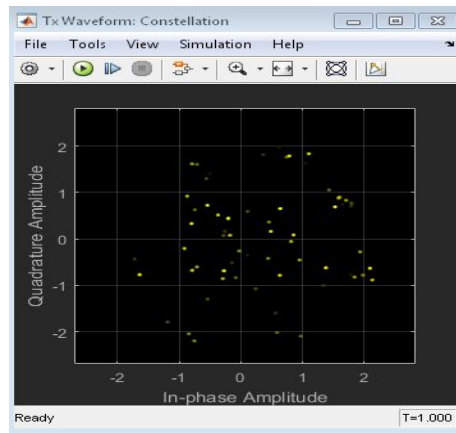 Tx Waveform: Constellation
File Tools View Simulation Help
2
1
0
-1
-2
Quadrature Amplitude
-2 -1 0 1 2
In-phase Amplitude
Ready T=1.000